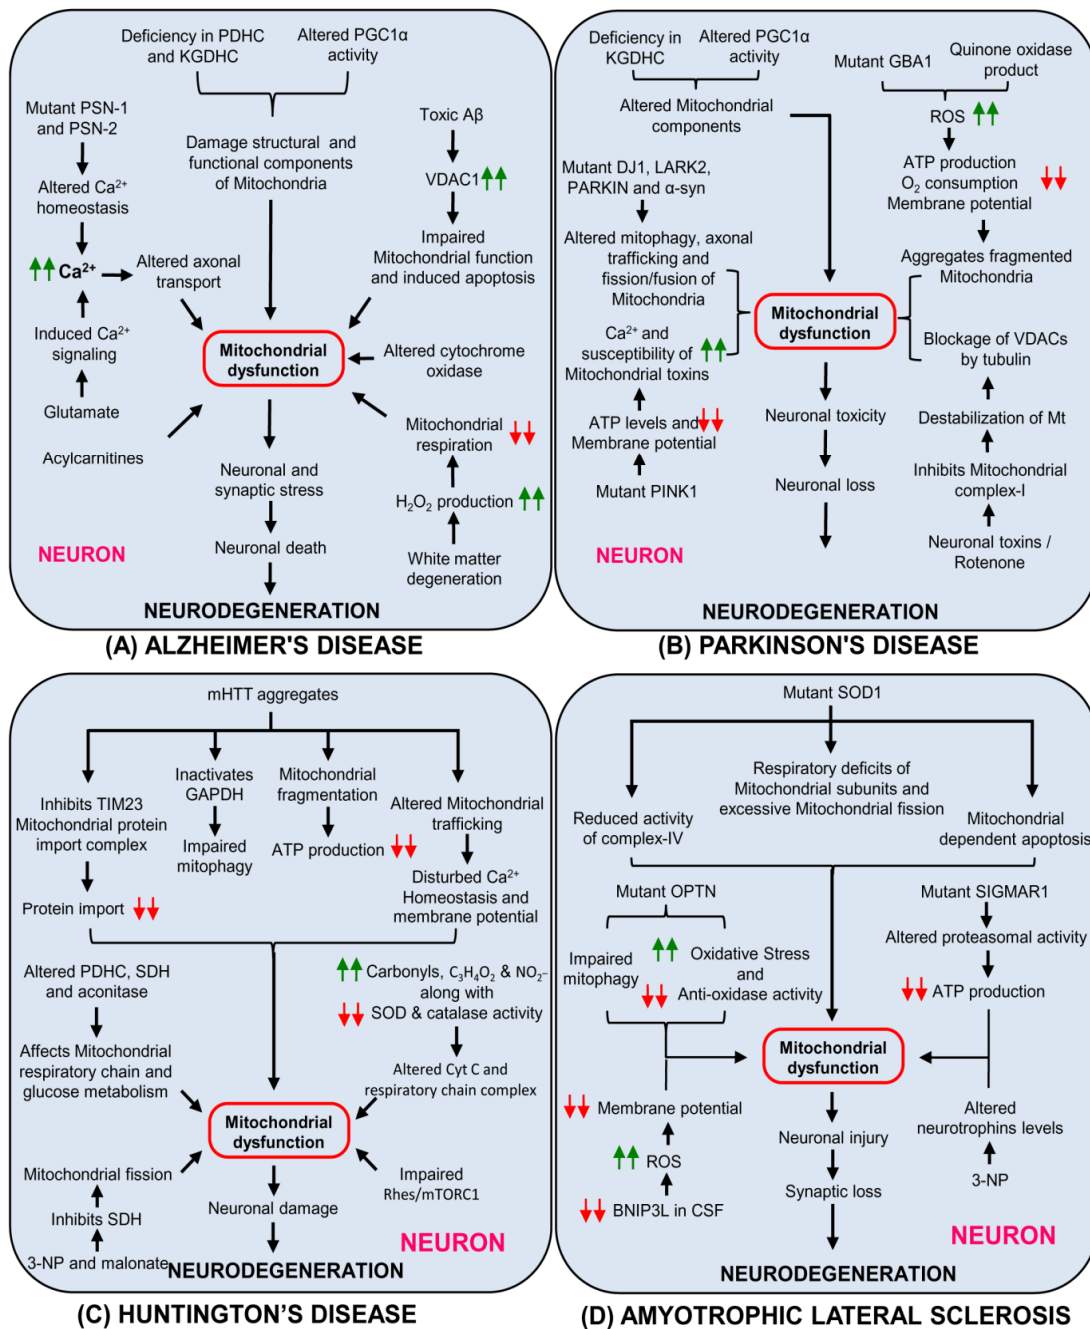 Deficiency in PDHC
and KGDHC
Altered PGC1α
activity
Mutant PSN-1
and PSN-2
Toxic Aβ
Damage structural and
functional components
of Mitochondria
VDAC1
Altered Ca²⁺
homeostasis
Impaired
Mitochondrial function
and induced apoptosis
Ca²⁺
Altered axonal
transport
Induced Ca²⁺
signaling
Mitochondrial
dysfunction
Altered cytochrome
oxidase
Glutamate
Acylcarnitines
Mitochondrial
respiration
Neuronal and
synaptic stress
H₂O₂ production
Neuronal death
White matter
degeneration
NEURON
NEURODEGENERATION
(A) ALZHEIMER'S DISEASE
Deficiency in
KGDHC
Altered PGC1α
activity
Mutant GBA1
Quinone oxidase
product
Altered Mitochondrial
components
ROS
Mutant DJ1, LARK2,
PARKIN and α-syn
ATP production
O₂ consumption
Membrane potential
Altered mitophagy, axonal
trafficking and
fission/fusion of
Mitochondria
Aggregates fragmented
Mitochondria
Mitochondrial
dysfunction
Ca²⁺ and
susceptibility of
Mitochondrial toxins
Blockage of VDACs
by tubulin
ATP levels and
Membrane potential
Neuronal toxicity
Destabilization of Mt
Mutant PINK1
Neuronal loss
Inhibits Mitochondrial
complex-I
NEURON
Neuronal toxins /
Rotenone
NEURODEGENERATION
(B) PARKINSON'S DISEASE
mHTT aggregates
Inhibits TIM23
Mitochondrial protein
import complex
Inactivates
GAPDH
Mitochondrial
fragmentation
Altered Mitochondrial
trafficking
Impaired
mitophagy
ATP production
Disturbed Ca²⁺
Homeostasis and
membrane potential
Protein import
Altered PDHC, SDH
and aconitase
Carbonyls, C₃H₄O₂ & NO₂⁻
along with
SOD & catalase activity
Affects Mitochondrial
respiratory chain and
glucose metabolism
Altered Cyt C and
respiratory chain complex
Mitochondrial
dysfunction
Mitochondrial fission
Impaired
Rhes/mTORC1
Inhibits SDH
Neuronal damage
3-NP and malonate
NEURON
NEURODEGENERATION
(C) HUNTINGTON’S DISEASE
Mutant SOD1
Respiratory deficits of
Mitochondrial subunits and
excessive Mitochondrial fission
Reduced activity
of complex-IV
Mitochondrial
dependent apoptosis
Mutant OPTN
Mutant SIGMAR1
Impaired
mitophagy
Oxidative Stress
and
Anti-oxidase activity
Altered proteasomal activity
ATP production
Mitochondrial
dysfunction
Membrane potential
Altered
neurotrophins levels
Neuronal injury
ROS
3-NP
Synaptic loss
BNIP3L in CSF
NEURON
NEURODEGENERATION
(D) AMYOTROPHIC LATERAL SCLEROSIS